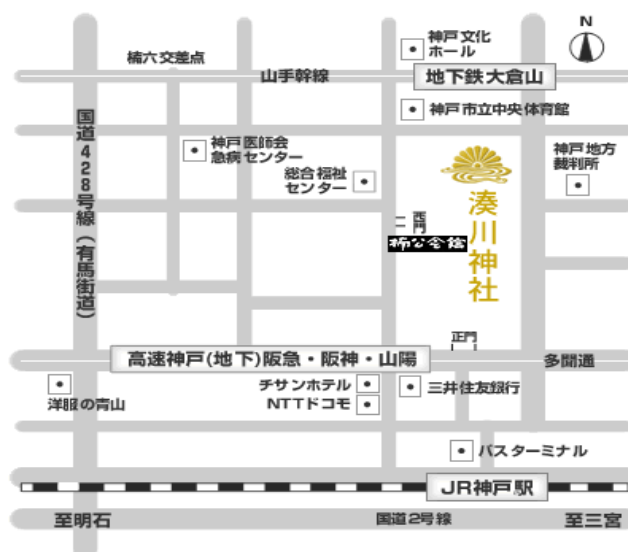 N
神戸文化
ホール
楠六交差点
山手幹線
地下鉄大倉山
神戸市立中央体育館
国道428号線(有馬街道)
神戸医師会
急病センター
神戸地方
裁判所
総合福祉
センター
西門
楠公会館
湊川神社
正門
高速神戸(地下)阪急・阪神・山陽
多聞通
チサンホテル
三井住友銀行
洋服の青山
NTTドコモ
バスターミナル
JR神戸駅
至明石
国道2号線
至三宮